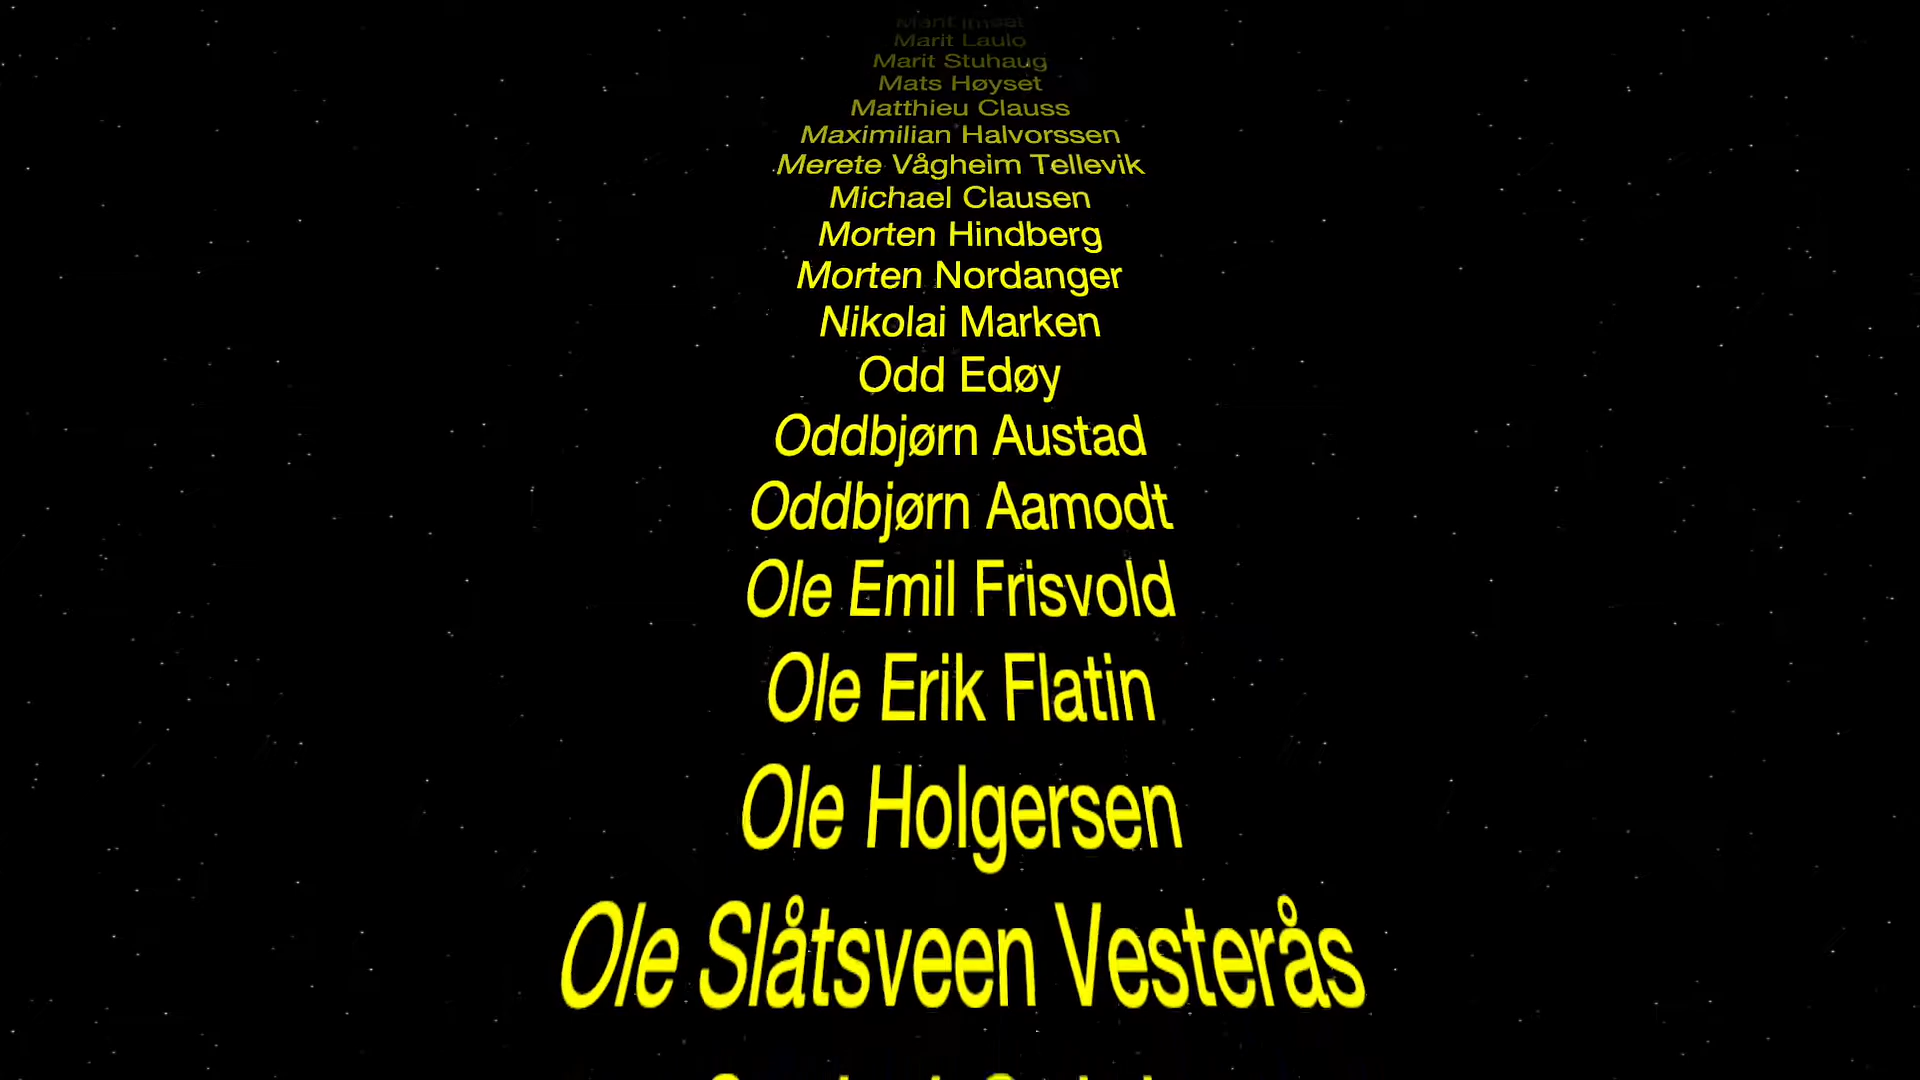 Marit Laulo
Marit Stuhaug
Mats Høyset
Matthieu Clauss
Maximilian Halvorssen
Merete Vågheim Tellevik
Michael Clausen
Morten Hindberg
Morten Nordanger
Nikolai Marken
Odd Edøy
Oddbjørn Austad
Oddbjørn Aamodt
Ole Emil Frisvold
Ole Erik Flatin
Ole Holgersen
Ole Slåtsveen Vesterås